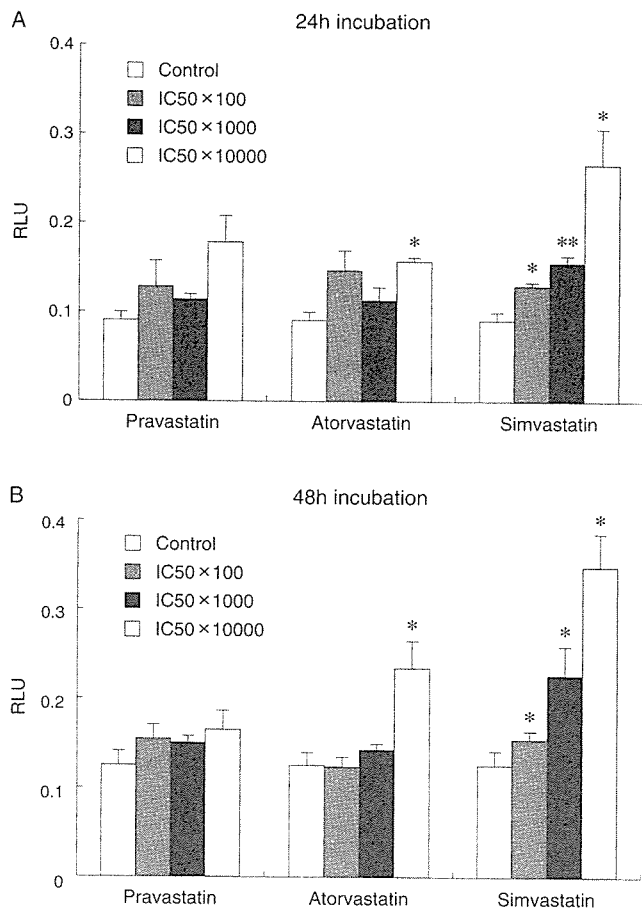 A
24h incubation
0.4
0.3
0.2
0.1
0
RLU
Control
IC50×100
IC50×1000
IC50×10000
*
*
**
*
Pravastatin
Atorvastatin
Simvastatin
B
48h incubation
0.4
0.3
0.2
0.1
0
RLU
Control
IC50×100
IC50×1000
IC50×10000
*
*
*
*
Pravastatin
Atorvastatin
Simvastatin